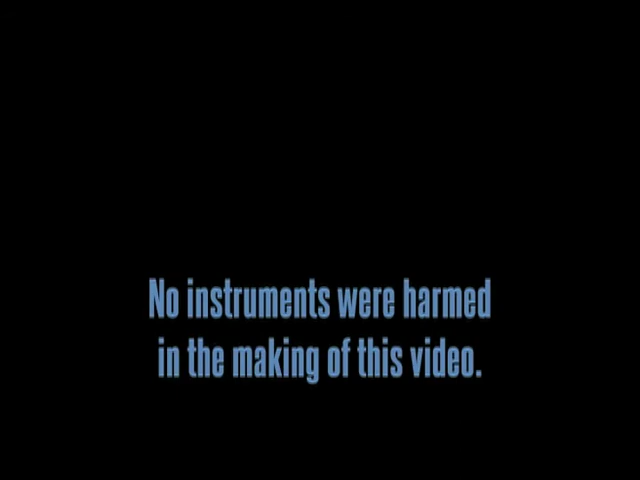 No instruments were harmed
in the making of this video.